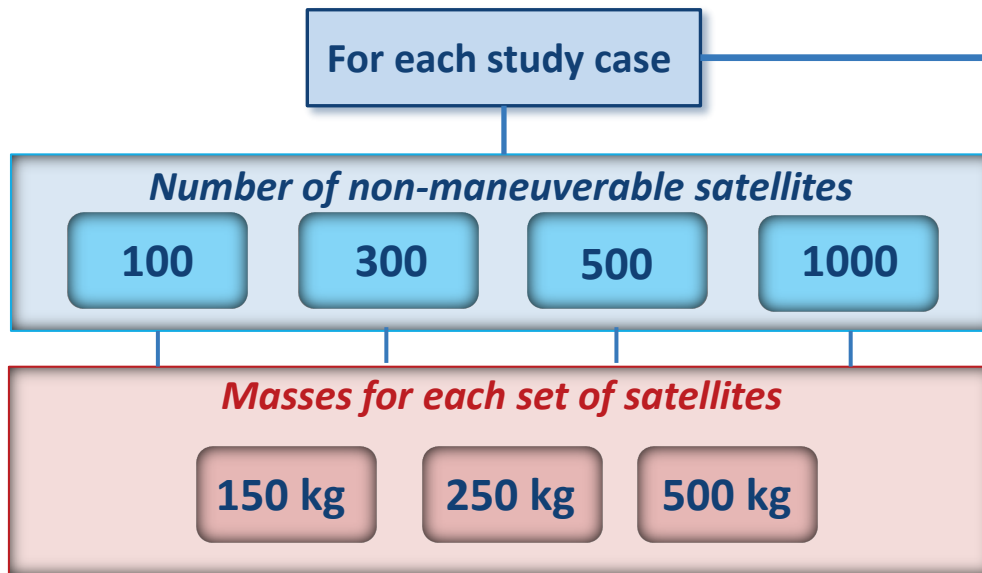 For each study case
Number of non-maneuverable satellites
100 300 500 1000
Masses for each set of satellites
150 kg 250 kg 500 kg